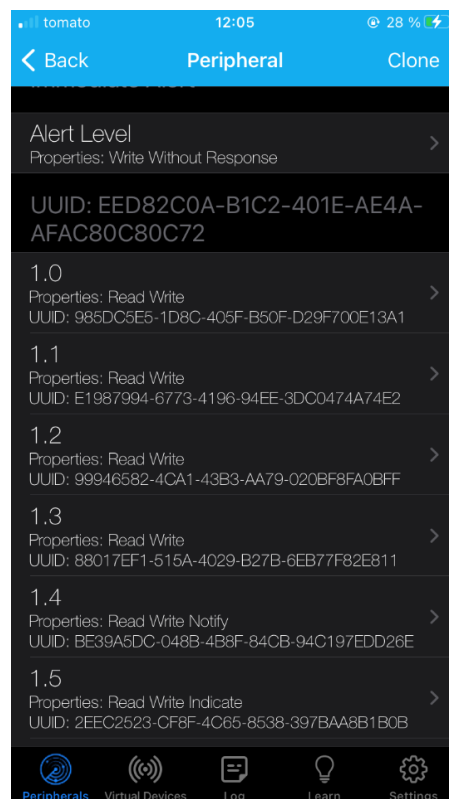 tomato 12:05 28 %
Back Peripheral Clone
Immediate Alert
Alert Level
Properties: Write Without Response
UUID: EED82C0A-B1C2-401E-AE4A-
AFAC80C80C72
1.0
Properties: Read Write
UUID: 985DC5E5-1D8C-405F-B50F-D29F700E13A1
1.1
Properties: Read Write
UUID: E1987994-6773-4196-94EE-3DC0474A74E2
1.2
Properties: Read Write
UUID: 99946582-4CA1-43B3-AA79-020BF8FA0BFF
1.3
Properties: Read Write
UUID: 88017EF1-515A-4029-B27B-6EB77F82E811
1.4
Properties: Read Write Notify
UUID: BE39A5DC-048B-4B8F-84CB-94C197EDD26E
1.5
Properties: Read Write Indicate
UUID: 2EEC2523-CF8F-4C65-8538-397BAA8B1B0B
Peripherals Virtual Devices Log Learn Settings